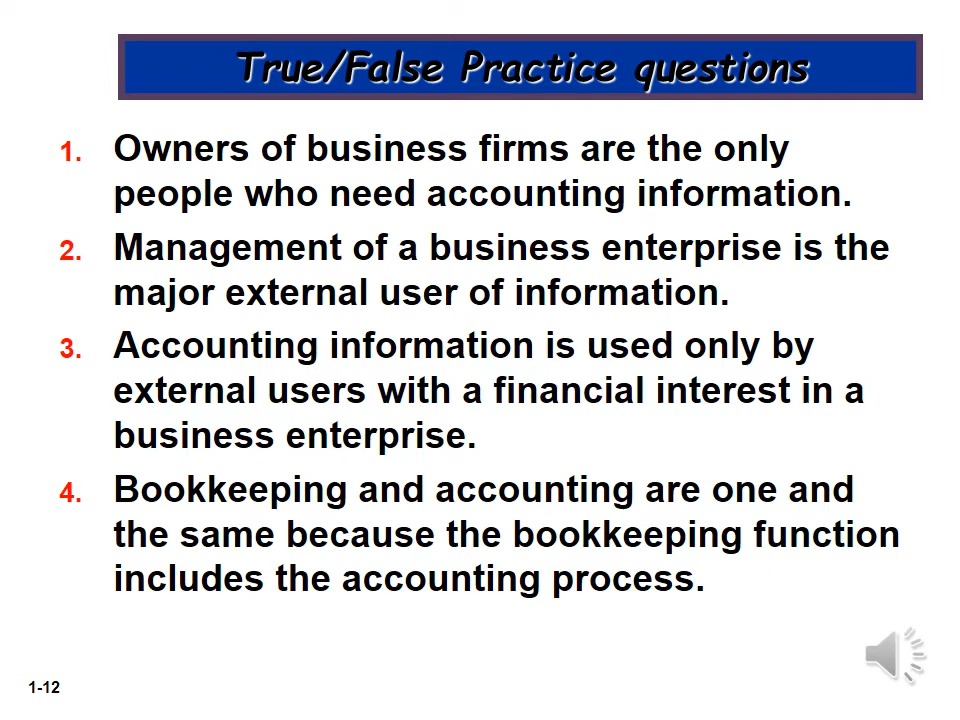 True/False Practice questions
1. Owners of business firms are the only
people who need accounting information.
2. Management of a business enterprise is the
major external user of information.
3. Accounting information is used only by
external users with a financial interest in a
business enterprise.
4. Bookkeeping and accounting are one and
the same because the bookkeeping function
includes the accounting process.
1-12